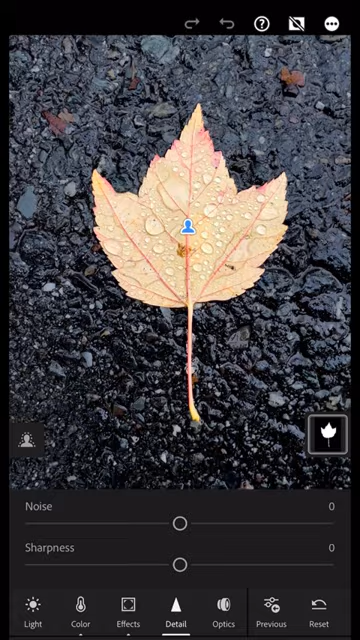 Noise 0
Sharpness 0
Light Color Effects Detail Optics Previous Reset